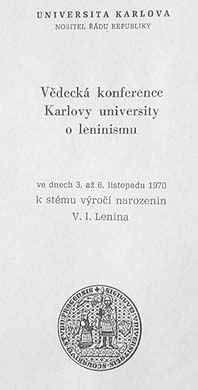 UNIVERSITA KARLOVA
NOSITEL ŘÁDU REPUBLIKY
Vědecká konference
Karlovy university
o leninismu
ve dnech 3. až 6. listopadu 1970
k stému výročí narozenin
V. I. Lenina